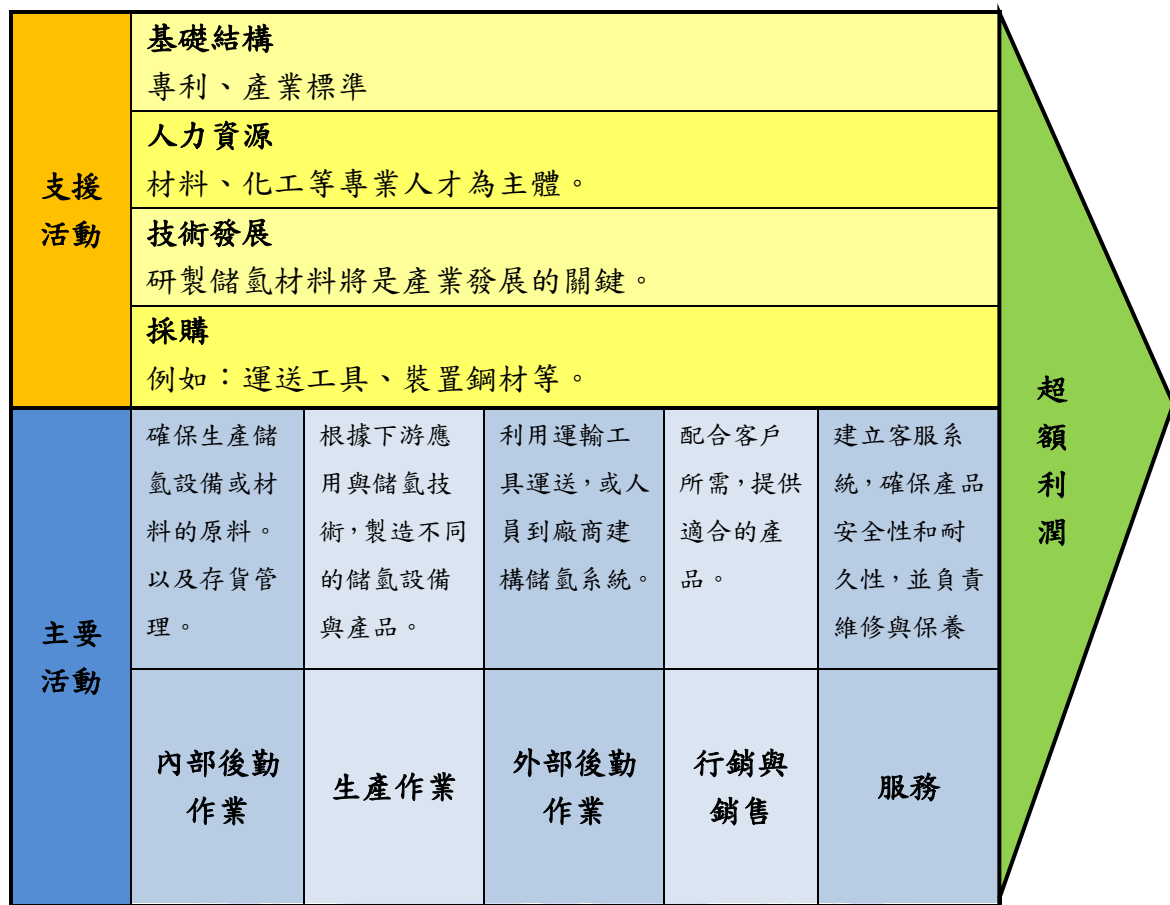 基礎結構
專利、產業標準
人力資源
材料、化工等專業人才為主體。
支援
活動
技術發展
研製儲氫材料將是產業發展的關鍵。
採購
例如：運送工具、裝置鋼材等。
超
額
利
潤
主要
活動
確保生產儲
氫設備或材
料的原料。
以及存貨管
理。
根據下游應
用與儲氫技
術，製造不同
的儲氫設備
與產品。
利用運輸工
具運送，或人
員到廠商建
構儲氫系統。
配合客戶
所需，提供
適合的產
品。
建立客服系
統，確保產品
安全性和耐
久性，並負責
維修與保養
內部後勤
作業
生產作業
外部後勤
作業
行銷與
銷售
服務